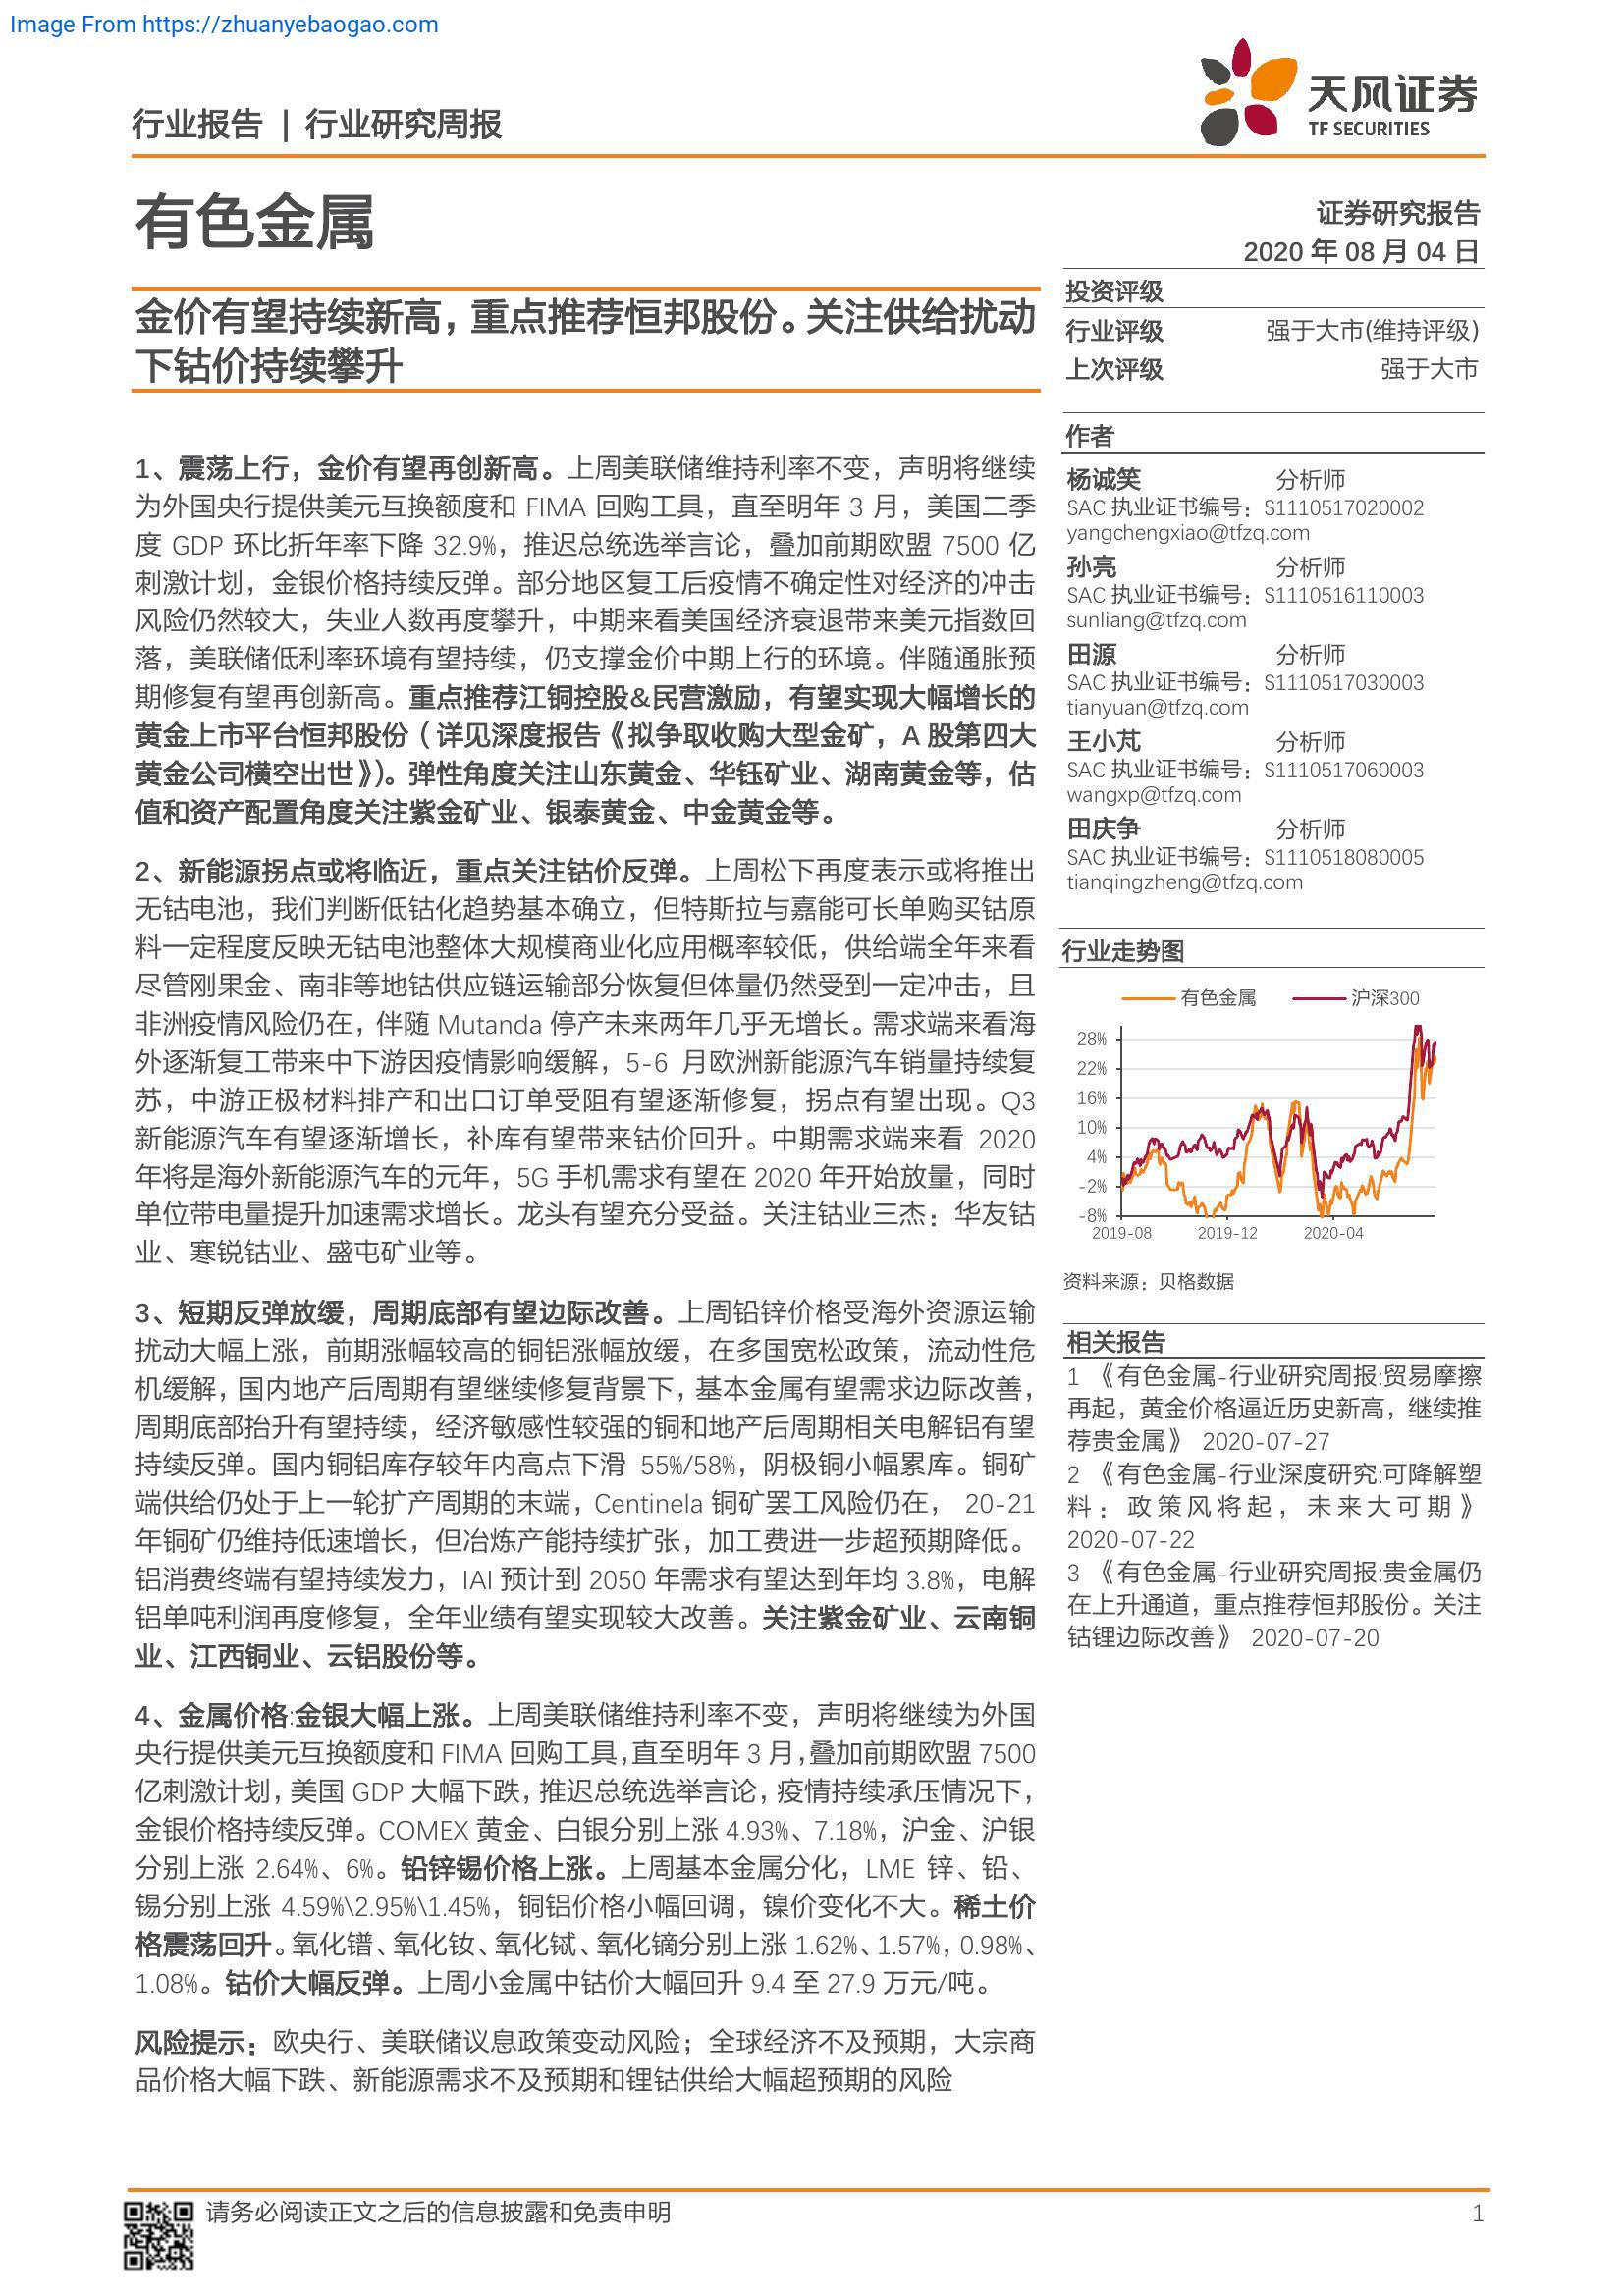 Image From https://zhuanyebaogao.com
行业报告 | 行业研究周报
天风证券
TF SECURITIES
有色金属
证券研究报告
2020 年 08 月 04 日
金价有望持续新高，重点推荐恒邦股份。关注供给扰动
下钴价持续攀升
投资评级
行业评级 强于大市(维持评级)
上次评级 强于大市
1、震荡上行，金价有望再创新高。上周美联储维持利率不变，声明将继续
为外国央行提供美元互换额度和 FIMA 回购工具，直至明年 3 月，美国二季
度 GDP 环比折年率下降 32.9%，推迟总统选举言论，叠加前期欧盟 7500 亿
刺激计划，金银价格持续反弹。部分地区复工后疫情不确定性对经济的冲击
风险仍然较大，失业人数再度攀升，中期来看美国经济衰退带来美元指数回
落，美联储低利率环境有望持续，仍支撑金价中期上行的环境。伴随通胀预
期修复有望再创新高。重点推荐江铜控股&民营激励，有望实现大幅增长的
黄金上市平台恒邦股份（详见深度报告《拟争取收购大型金矿，A 股第四大
黄金公司横空出世》）。弹性角度关注山东黄金、华钰矿业、湖南黄金等，估
值和资产配置角度关注紫金矿业、银泰黄金、中金黄金等。
2、新能源拐点或将临近，重点关注钴价反弹。上周松下再度表示或将推出
无钴电池，我们判断低钴化趋势基本确立，但特斯拉与嘉能可长单购买钴原
料一定程度反映无钴电池整体大规模商业化应用概率较低，供给端全年来看
尽管刚果金、南非等地钴供应链运输部分恢复但体量仍然受到一定冲击，且
非洲疫情风险仍在，伴随 Mutanda 停产未来两年几乎无增长。需求端来看海
外逐渐复工带来中下游因疫情影响缓解，5-6 月欧洲新能源汽车销量持续复
苏，中游正极材料排产和出口订单受阻有望逐渐修复，拐点有望出现。Q3
新能源汽车有望逐渐增长，补库有望带来钴价回升。中期需求端来看 2020
年将是海外新能源汽车的元年，5G 手机需求有望在 2020 年开始放量，同时
单位带电量提升加速需求增长。龙头有望充分受益。关注钴业三杰：华友钴
业、寒锐钴业、盛屯矿业等。
3、短期反弹放缓，周期底部有望边际改善。上周铅锌价格受海外资源运输
扰动大幅上涨，前期涨幅较高的铜铝涨幅放缓，在多国宽松政策，流动性危
机缓解，国内地产后周期有望继续修复背景下，基本金属有望需求边际改善，
周期底部抬升有望持续，经济敏感性较强的铜和地产后周期相关电解铝有望
持续反弹。国内铜铝库存较年内高点下滑 55%/58%，阴极铜小幅累库。铜矿
端供给仍处于上一轮扩产周期的末端，Centinela 铜矿罢工风险仍在， 20-21
年铜矿仍维持低速增长，但冶炼产能持续扩张，加工费进一步超预期降低。
铝消费终端有望持续发力，IAI 预计到 2050 年需求有望达到年均 3.8%，电解
铝单吨利润再度修复，全年业绩有望实现较大改善。关注紫金矿业、云南铜
业、江西铜业、云铝股份等。
4、金属价格:金银大幅上涨。上周美联储维持利率不变，声明将继续为外国
央行提供美元互换额度和 FIMA 回购工具，直至明年 3 月，叠加前期欧盟 7500
亿刺激计划，美国 GDP 大幅下跌，推迟总统选举言论，疫情持续承压情况下，
金银价格持续反弹。COMEX 黄金、白银分别上涨 4.93%、7.18%，沪金、沪银
分别上涨 2.64%、6%。铅锌锡价格上涨。上周基本金属分化，LME 锌、铅、
锡分别上涨 4.59%\2.95%\1.45%，铜铝价格小幅回调，镍价变化不大。稀土价
格震荡回升。氧化镨、氧化钕、氧化铽、氧化镝分别上涨 1.62%、1.57%，0.98%、
1.08%。钴价大幅反弹。上周小金属中钴价大幅回升 9.4 至 27.9 万元/吨。
风险提示：欧央行、美联储议息政策变动风险；全球经济不及预期，大宗商
品价格大幅下跌、新能源需求不及预期和锂钴供给大幅超预期的风险
作者
杨诚笑 分析师
SAC 执业证书编号：S1110517020002
yangchengxiao@tfzq.com
孙亮 分析师
SAC 执业证书编号：S1110516110003
sunliang@tfzq.com
田源 分析师
SAC 执业证书编号：S1110517030003
tianyuan@tfzq.com
王小芃 分析师
SAC 执业证书编号：S1110517060003
wangxp@tfzq.com
田庆争 分析师
SAC 执业证书编号：S1110518080005
tianqingzheng@tfzq.com
行业走势图
有色金属 沪深300
28%
22%
16%
10%
4%
-2%
-8%
2019-08 2019-12 2020-04
资料来源：贝格数据
相关报告
1 《有色金属-行业研究周报:贸易摩擦
再起，黄金价格逼近历史新高，继续推
荐贵金属》 2020-07-27
2 《有色金属-行业深度研究:可降解塑
料：政策风将起，未来大可期》
2020-07-22
3 《有色金属-行业研究周报:贵金属仍
在上升通道，重点推荐恒邦股份。关注
钴锂边际改善》 2020-07-20
请务必阅读正文之后的信息披露和免责申明 1